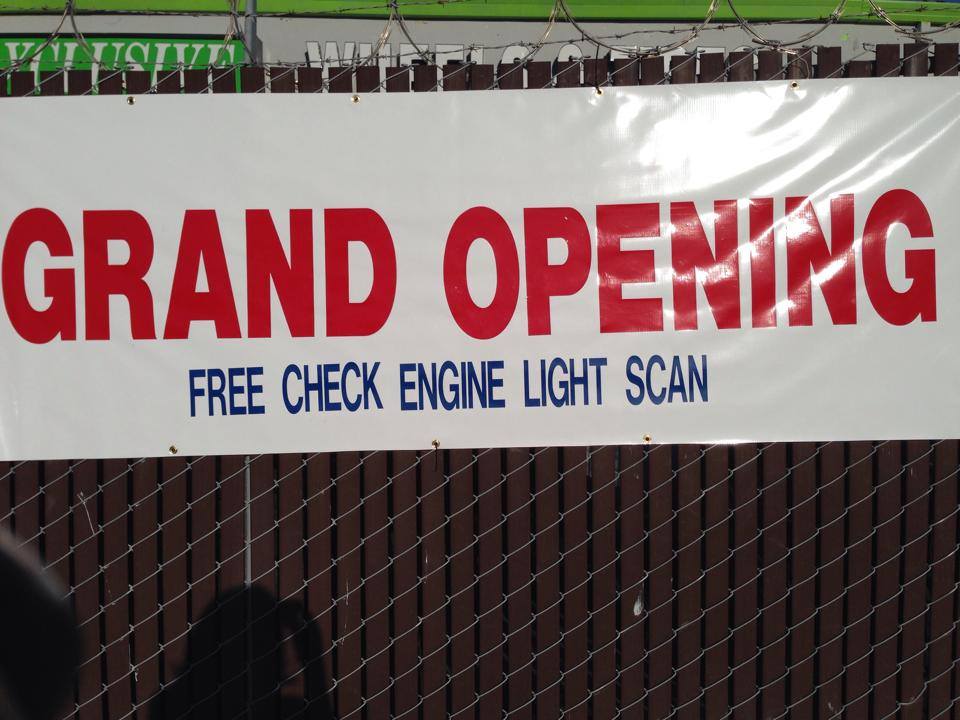 GRAND OPENING
FREE CHECK ENGINE LIGHT SCAN